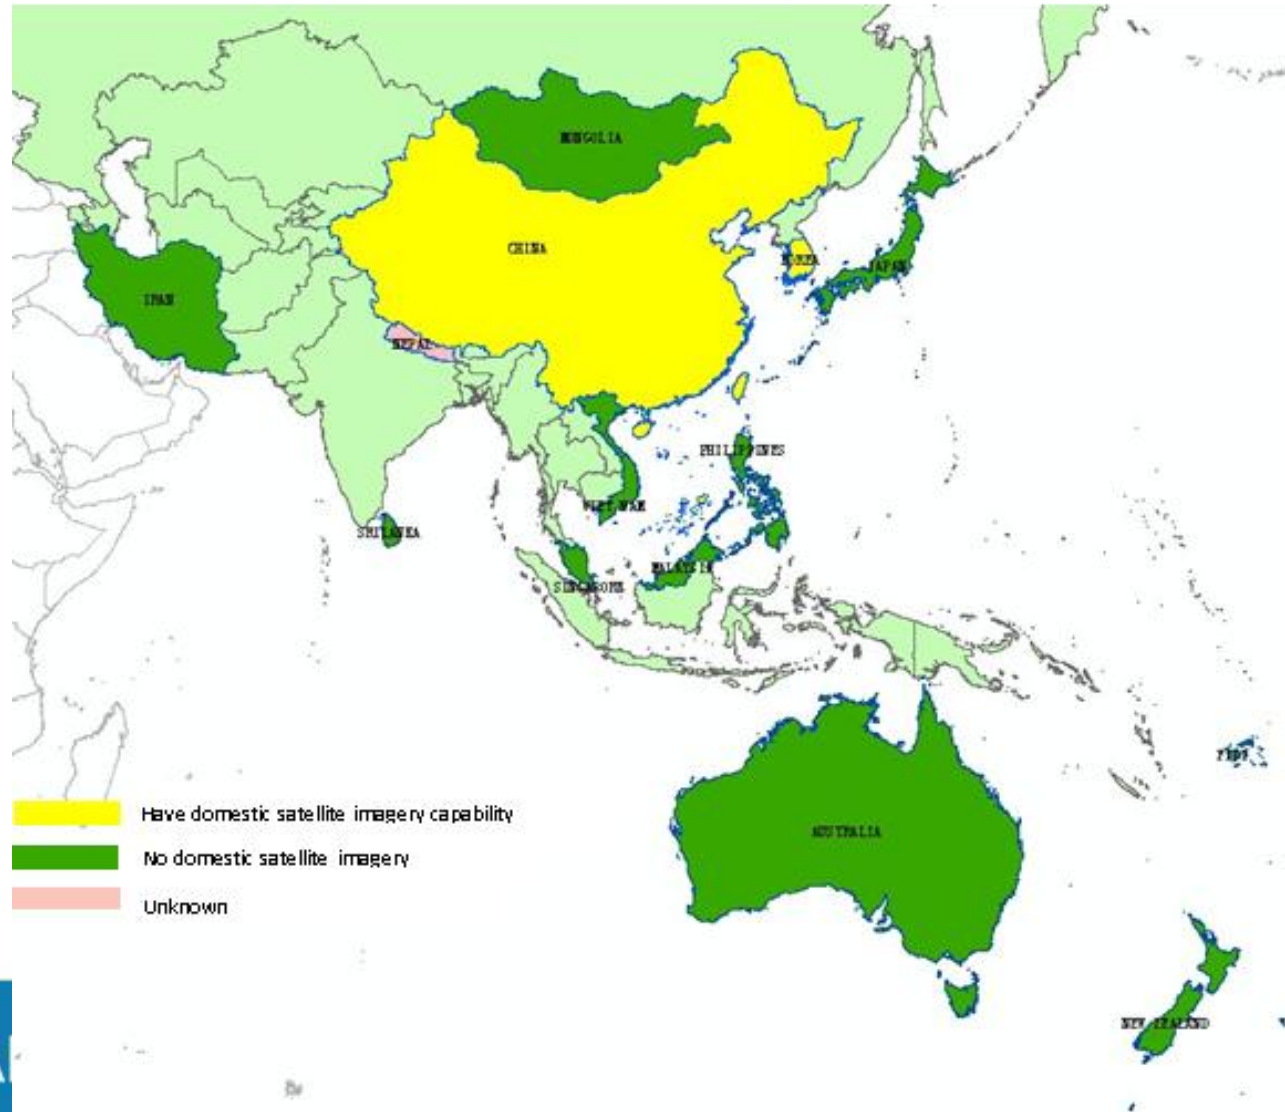 MONGOLIA
CHINA
KOREA
JAPAN
IRAN
NEPAL
PHILIPPINES
VIET NAM
SRI LANKA
MALAYSIA
SINGAPORE
FIJI
AUSTRALIA
NEW ZEALAND
Have domestic satellite imagery capability
No domestic satellite imagery
Unknown